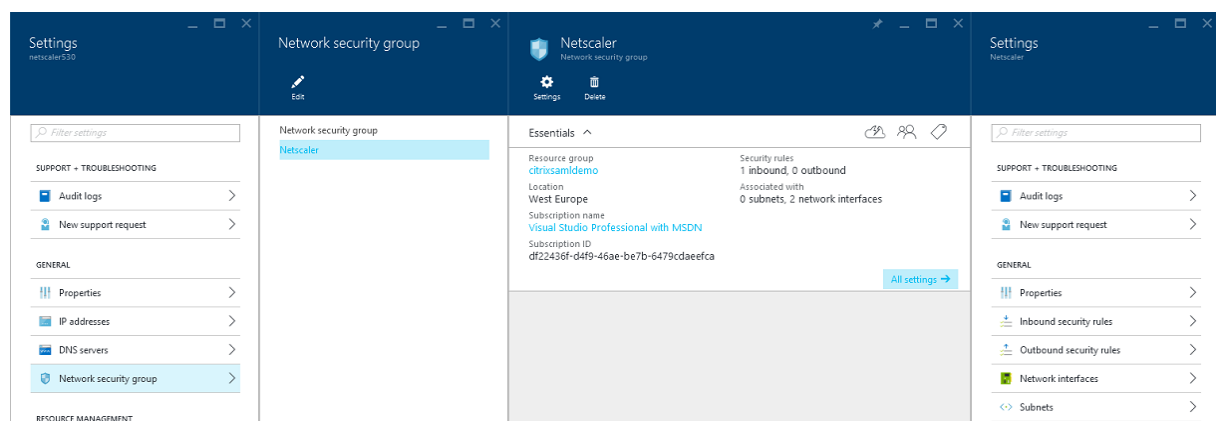 Settings
netscaler530
Filter settings
SUPPORT + TROUBLESHOOTING
Audit logs
New support request
GENERAL
Properties
IP addresses
DNS servers
Network security group
RESOURCE MANAGEMENT
Network security group
Edit
Network security group
Netscaler
Netscaler
Network security group
Settings
Delete
Essentials
Resource group
citrixsamldemo
Location
West Europe
Subscription name
Visual Studio Professional with MSDN
Subscription ID
df22436f-d4f9-46ae-be7b-6479cdaeefca
Security rules
1 inbound, 0 outbound
Associated with
0 subnets, 2 network interfaces
All settings →
Settings
Netscaler
Filter settings
SUPPORT + TROUBLESHOOTING
Audit logs
New support request
GENERAL
Properties
Inbound security rules
Outbound security rules
Network interfaces
Subnets